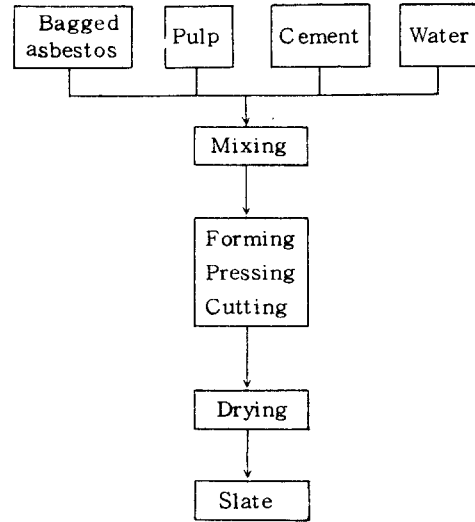 Bagged
asbestos
Pulp
Cement
Water
Mixing
Forming
Pressing
Cutting
Drying
Slate